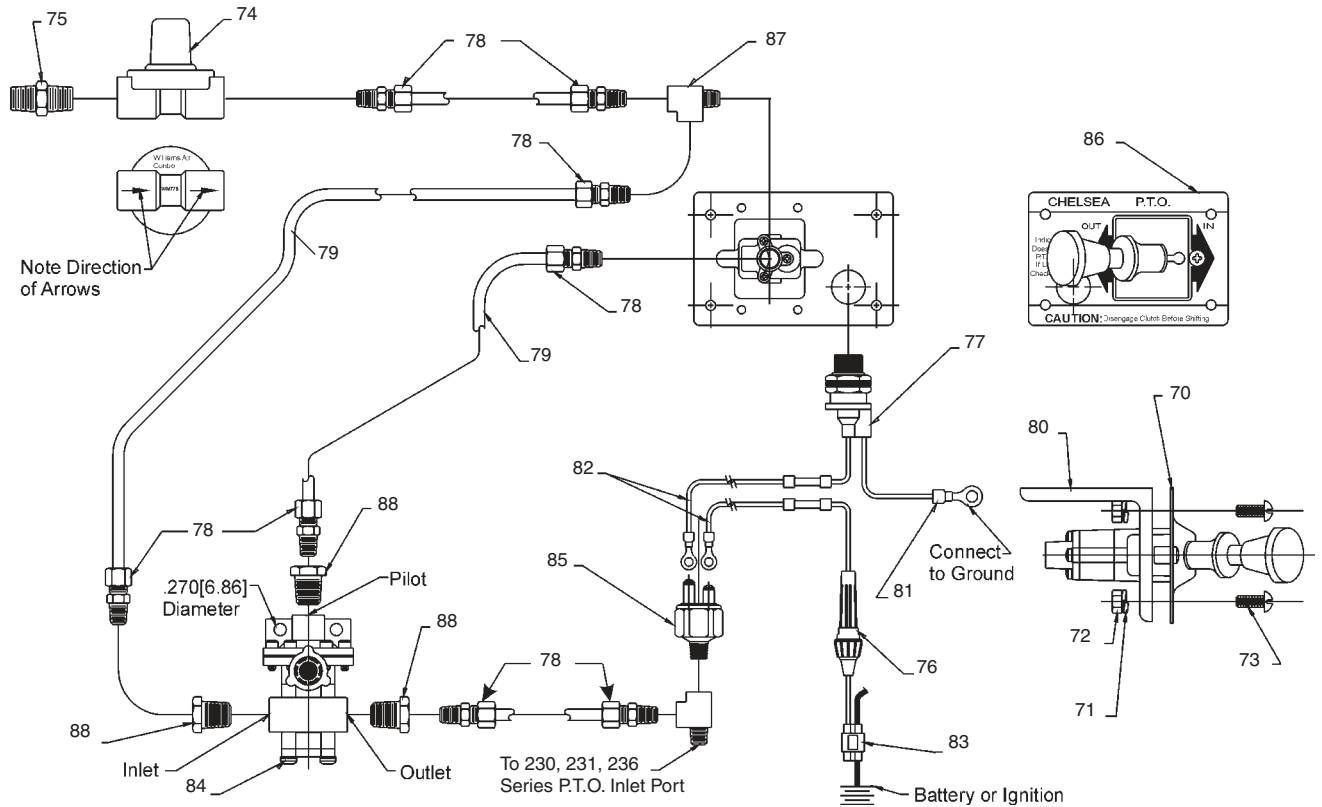 75
74
78
87
86
Williams Air
Control
78
CHELSEA P.T.O.
OUT
IN
79
Note Direction
of Arrows
78
CAUTION: Disengage Clutch Before Shifting
79
77
70
80
82
78
88
Pilot
Connect
to Ground
81
.270[6.86]
Diameter
85
88
78
76
72
73
71
88
83
Inlet
84
Outlet
To 230, 231, 236
Series P.T.O. Inlet Port
Battery or Ignition